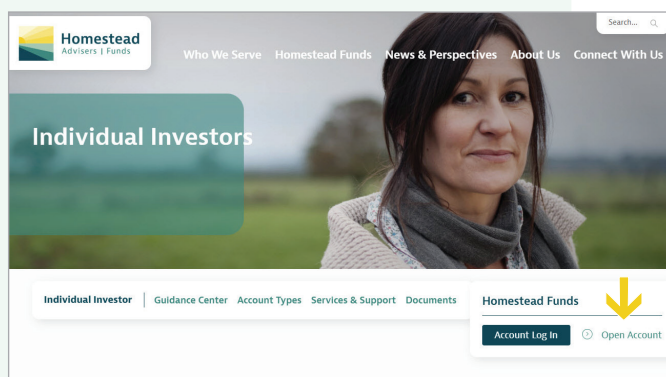 Search...
Homestead
Advisers | Funds
Who We Serve Homestead Funds News & Perspectives About Us Connect With Us
Individual Investors
Individual Investor | Guidance Center Account Types Services & Support Documents
Homestead Funds
Account Log In Open Account